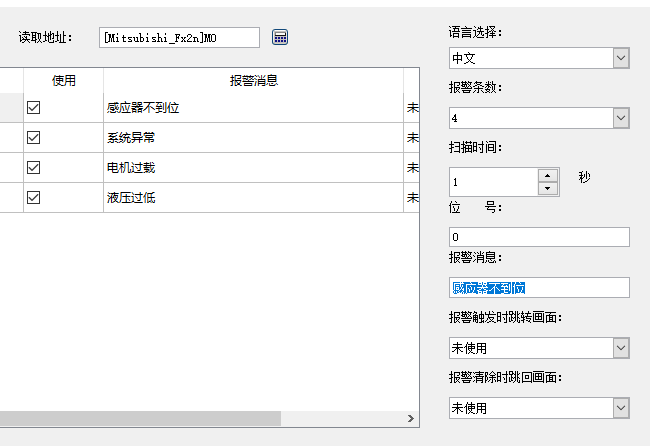 读取地址： [Mitsubishi_Fx2n]M0
使用 报警消息
感应器不到位 未
系统异常 未
电机过载 未
液压过低 未
语言选择：
中文
报警条数：
4
扫描时间：
1 秒
位 号：
0
报警消息：
感应器不到位
报警触发时跳转画面：
未使用
报警清除时跳回画面：
未使用